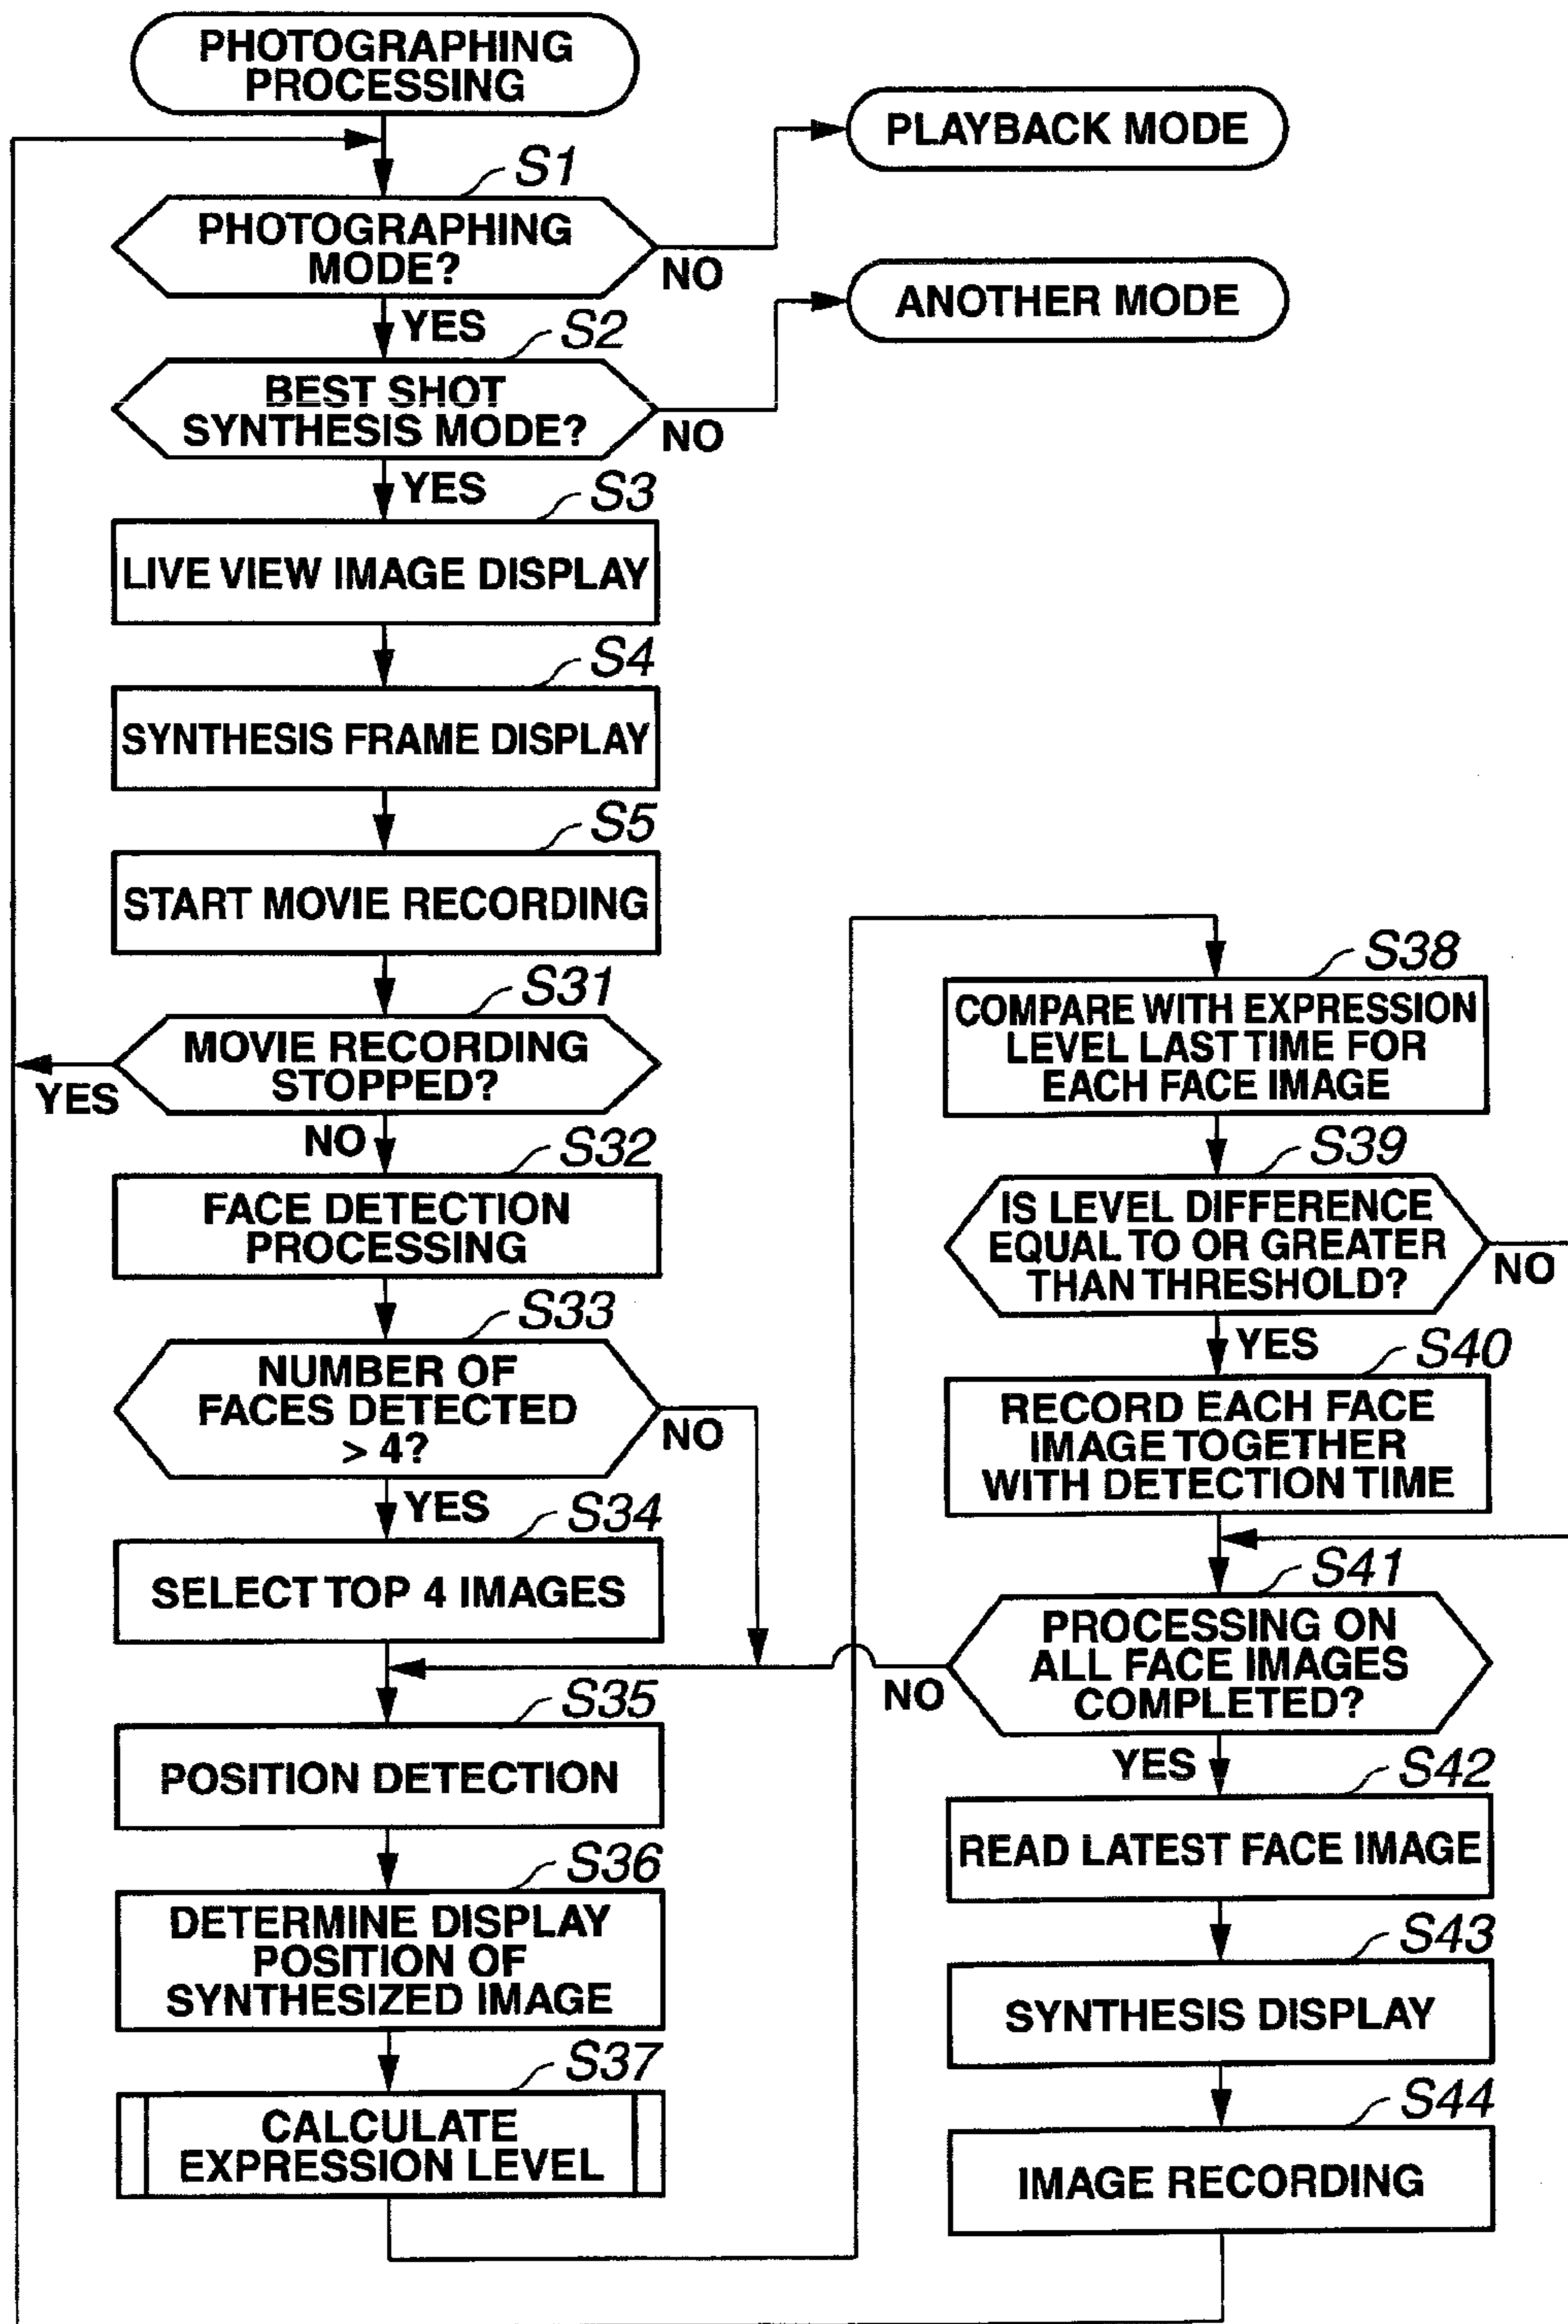 PHOTOGRAPHING
PROCESSING
PLAYBACK MODE
S1
PHOTOGRAPHING
MODE?
NO
ANOTHER MODE
YES
S2
BEST SHOT
SYNTHESIS MODE?
NO
YES
S3
LIVE VIEW IMAGE DISPLAY
S4
SYNTHESIS FRAME DISPLAY
S5
START MOVIE RECORDING
S31
MOVIE RECORDING
STOPPED?
YES
NO
S32
FACE DETECTION
PROCESSING
S33
NUMBER OF
FACES DETECTED
> 4?
NO
YES
S34
SELECT TOP 4 IMAGES
S35
POSITION DETECTION
S36
DETERMINE DISPLAY
POSITION OF
SYNTHESIZED IMAGE
S37
CALCULATE
EXPRESSION LEVEL
S38
COMPARE WITH EXPRESSION
LEVEL LAST TIME FOR
EACH FACE IMAGE
S39
IS LEVEL DIFFERENCE
EQUAL TO OR GREATER
THAN THRESHOLD?
NO
YES
S40
RECORD EACH FACE
IMAGE TOGETHER
WITH DETECTION TIME
S41
PROCESSING ON
ALL FACE IMAGES
COMPLETED?
NO
YES
S42
READ LATEST FACE IMAGE
S43
SYNTHESIS DISPLAY
S44
IMAGE RECORDING